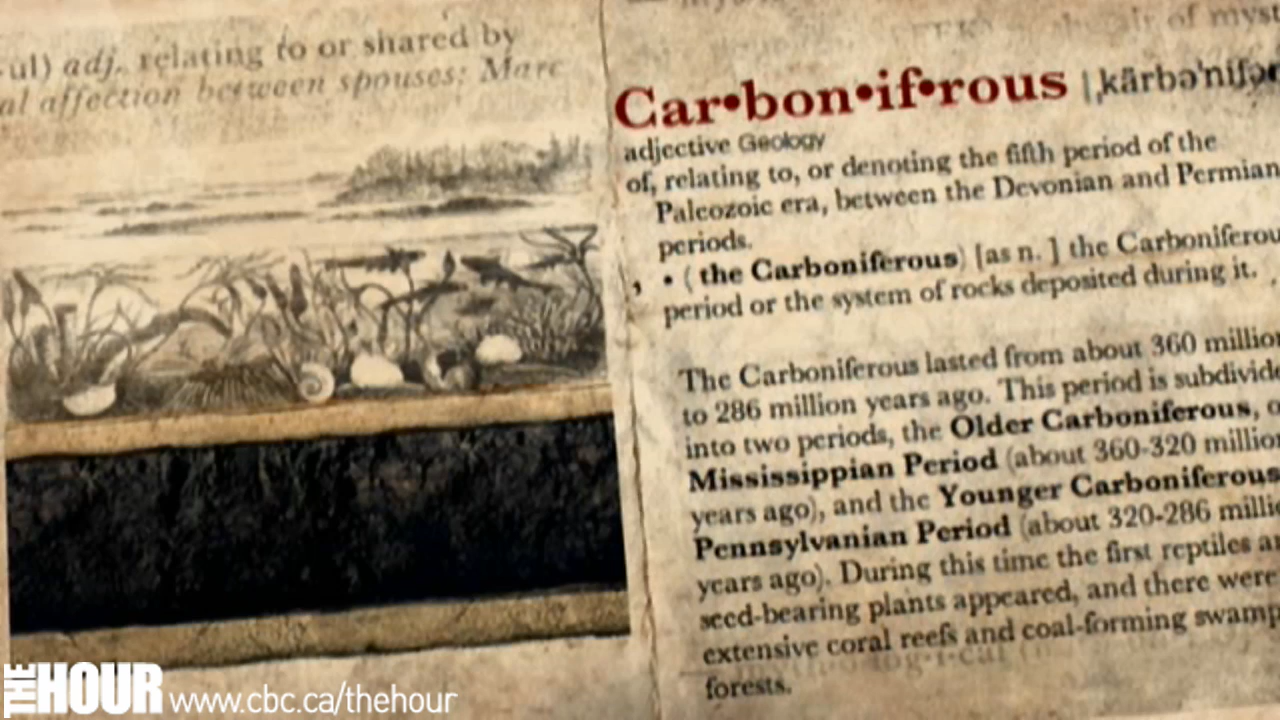 -ul) adj. relating to or shared by
al affection between spouses: Marc
of myst
Car•bon•if•rous |ˌkärbəˈnifər
adjective Geology
of, relating to, or denoting the fifth period of the
Paleozoic era, between the Devonian and Permian
periods.
, • ( the Carboniferous) [as n. ] the Carboniferou
period or the system of rocks deposited during it.
The Carboniferous lasted from about 360 million
to 286 million years ago. This period is subdivide
into two periods, the Older Carboniferous, o
Mississippian Period (about 360-320 million
years ago), and the Younger Carboniferous
Pennsylvanian Period (about 320-286 millio
years ago). During this time the first reptiles an
seed-bearing plants appeared, and there were
extensive coral reefs and coal-forming swamp
forests.
THE HOUR www.cbc.ca/thehour